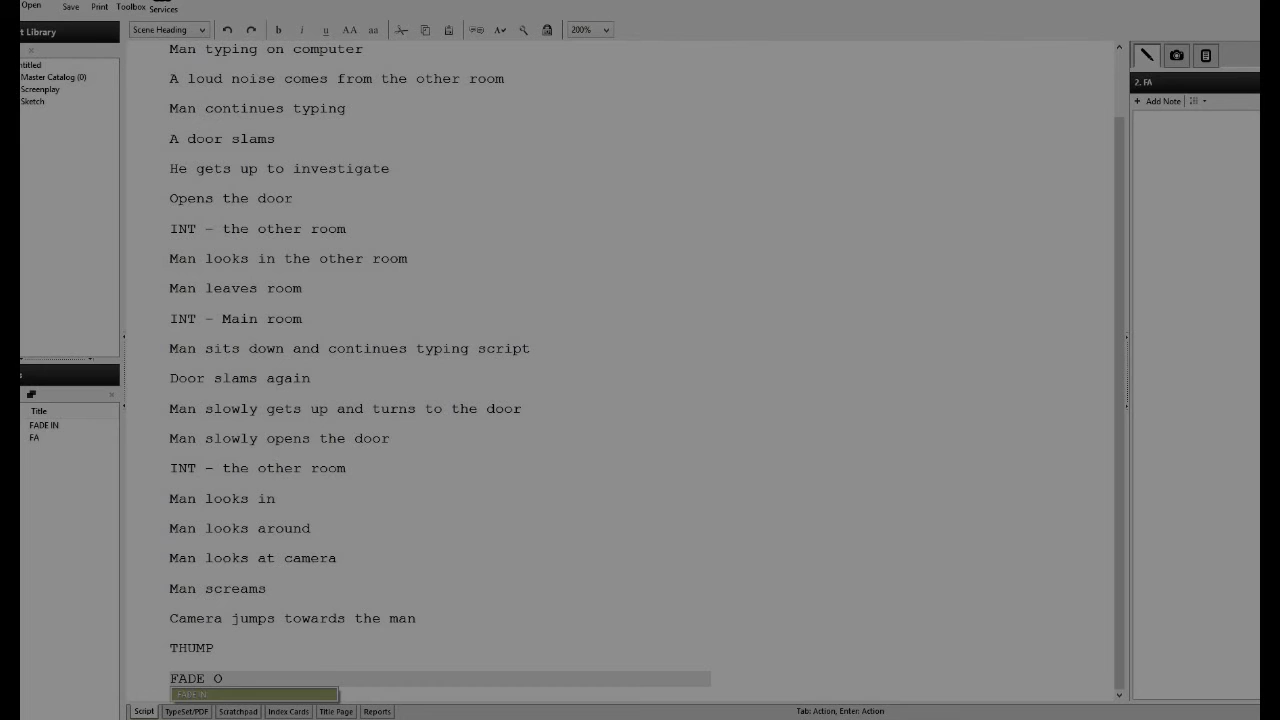 Open Save Print Toolbox Services
t Library
Scene Heading b i u AA aa 200%
ntitled
Master Catalog (0)
Screenplay
Sketch
Man typing on computer
A loud noise comes from the other room
Man continues typing
A door slams
He gets up to investigate
Opens the door
INT - the other room
Man looks in the other room
Man leaves room
INT - Main room
Man sits down and continues typing script
Door slams again
Man slowly gets up and turns to the door
Man slowly opens the door
INT - the other room
Man looks in
Man looks around
Man looks at camera
Man screams
Camera jumps towards the man
THUMP
FADE O
FADE IN
s
Title
FADE IN
FA
2. FA
+ Add Note
Script TypeSet/PDF Scratchpad Index Cards Title Page Reports
Tab: Action, Enter: Action